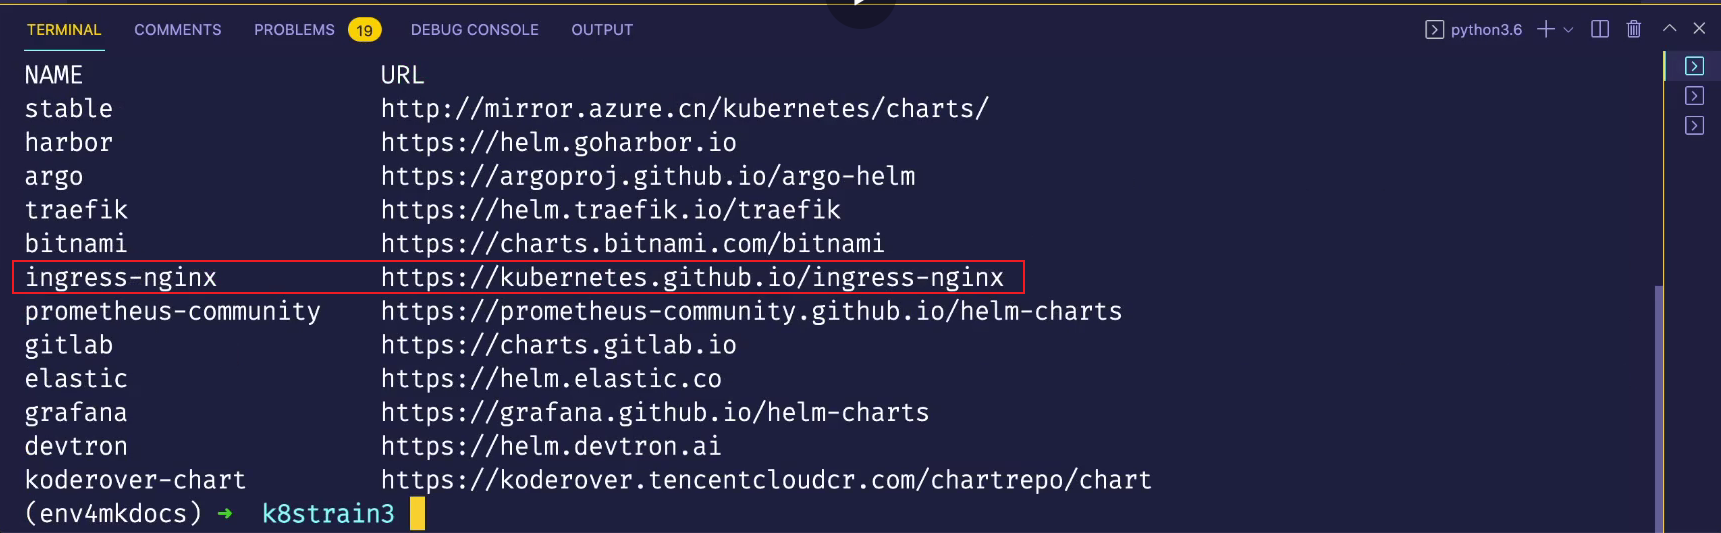 TERMINAL COMMENTS PROBLEMS 19 DEBUG CONSOLE OUTPUT python3.6
NAME URL
stable http://mirror.azure.cn/kubernetes/charts/
harbor https://helm.goharbor.io
argo https://argoproj.github.io/argo-helm
traefik https://helm.traefik.io/traefik
bitnami https://charts.bitnami.com/bitnami
ingress-nginx https://kubernetes.github.io/ingress-nginx
prometheus-community https://prometheus-community.github.io/helm-charts
gitlab https://charts.gitlab.io
elastic https://helm.elastic.co
grafana https://grafana.github.io/helm-charts
devtron https://helm.devtron.ai
koderover-chart https://koderover.tencentcloudcr.com/chartrepo/chart
(env4mkdocs) → k8strain3